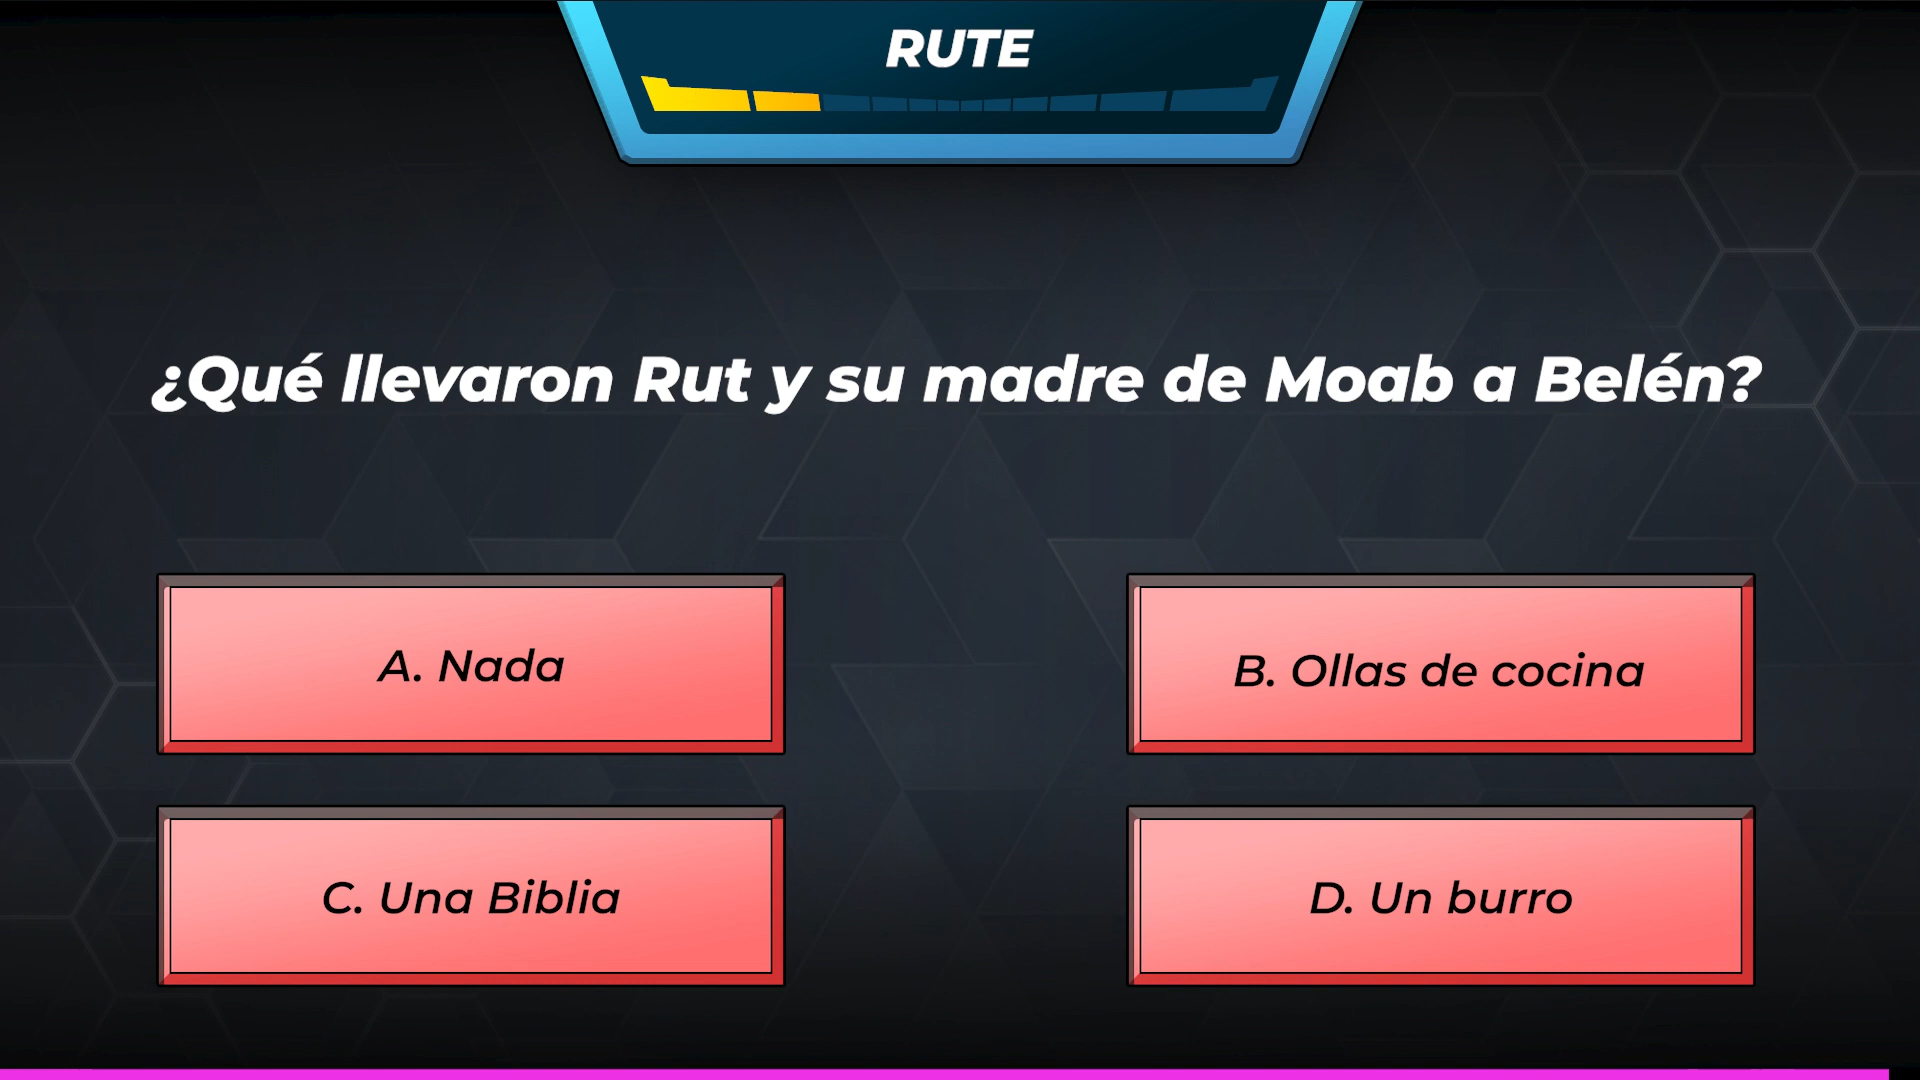 RUTE
¿Qué llevaron Rut y su madre de Moab a Belén?
A. Nada
B. Ollas de cocina
C. Una Biblia
D. Un burro